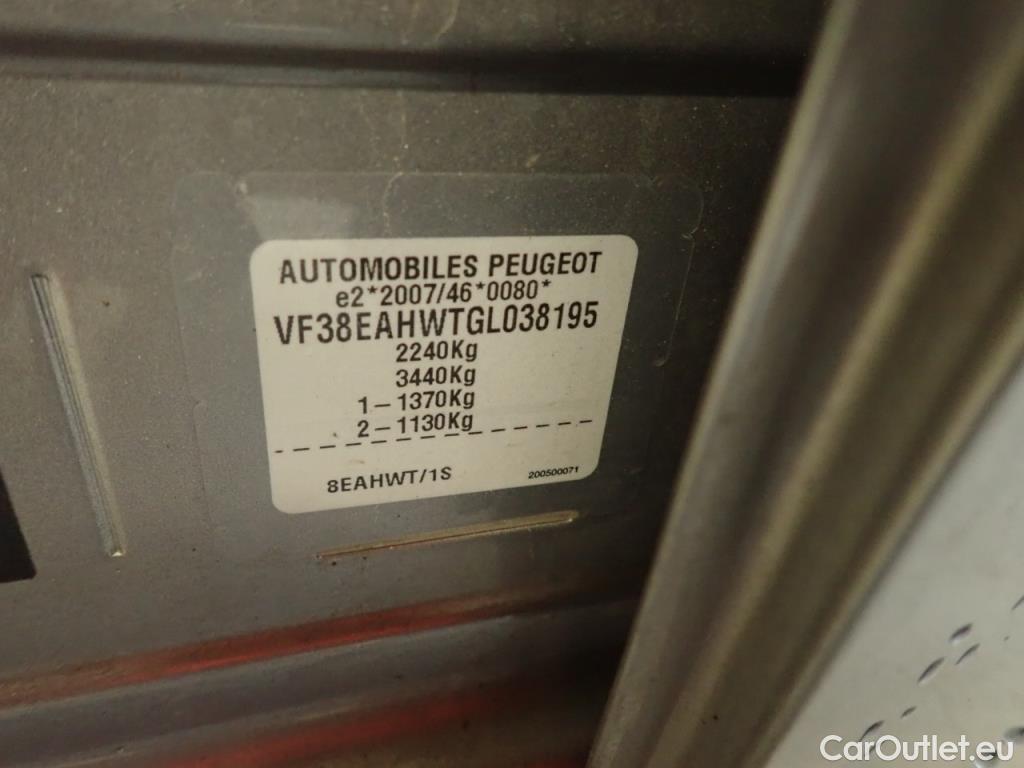 AUTOMOBILES PEUGEOT
e2*2007/46*0080*
VF38EAHWTGL038195
2240Kg
3440Kg
1-1370Kg
2-1130Kg
8EAHWT/1S
200500071
CarOutlet.eu